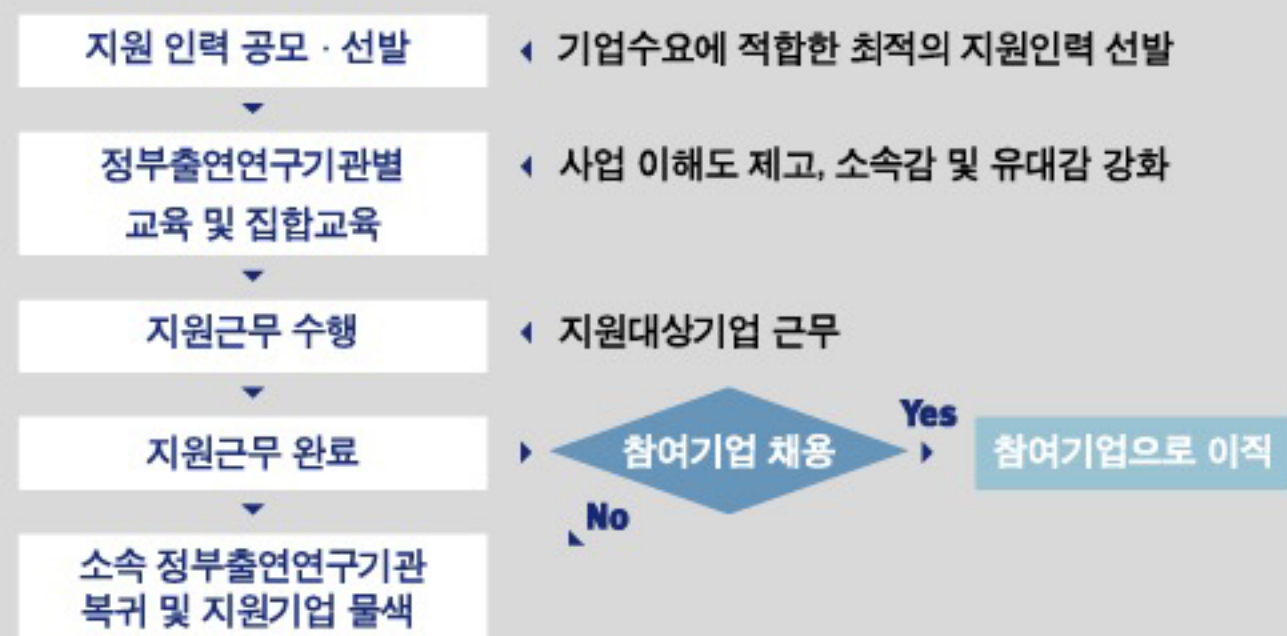 지원 인력 공모 · 선발
기업수요에 적합한 최적의 지원인력 선발
정부출연연구기관별
교육 및 집합교육
사업 이해도 제고, 소속감 및 유대감 강화
지원근무 수행
지원대상기업 근무
지원근무 완료
참여기업 채용
Yes
참여기업으로 이직
No
소속 정부출연연구기관
복귀 및 지원기업 물색